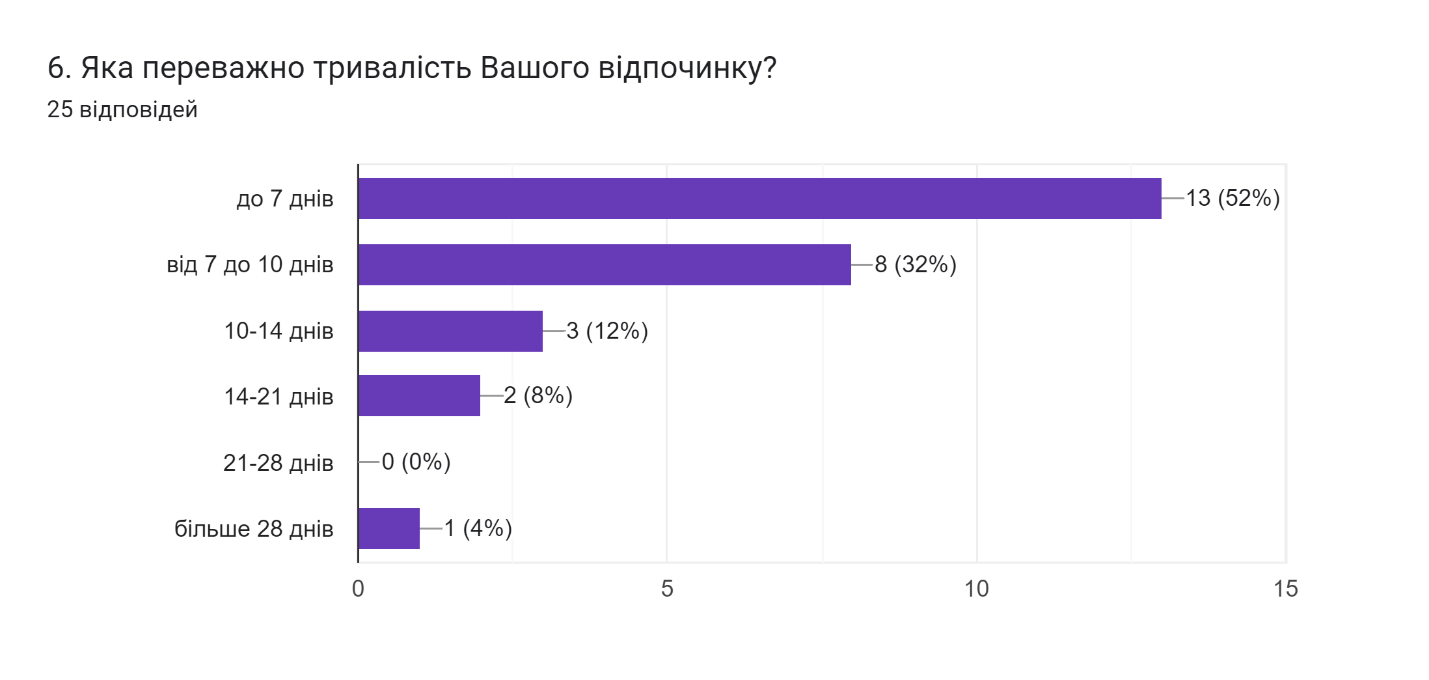 6. Яка переважно тривалість Вашого відпочинку?
25 відповідей
до 7 днів
13 (52%)
від 7 до 10 днів
8 (32%)
10-14 днів
3 (12%)
14-21 днів
2 (8%)
21-28 днів
0 (0%)
більше 28 днів
1 (4%)
0 5 10 15